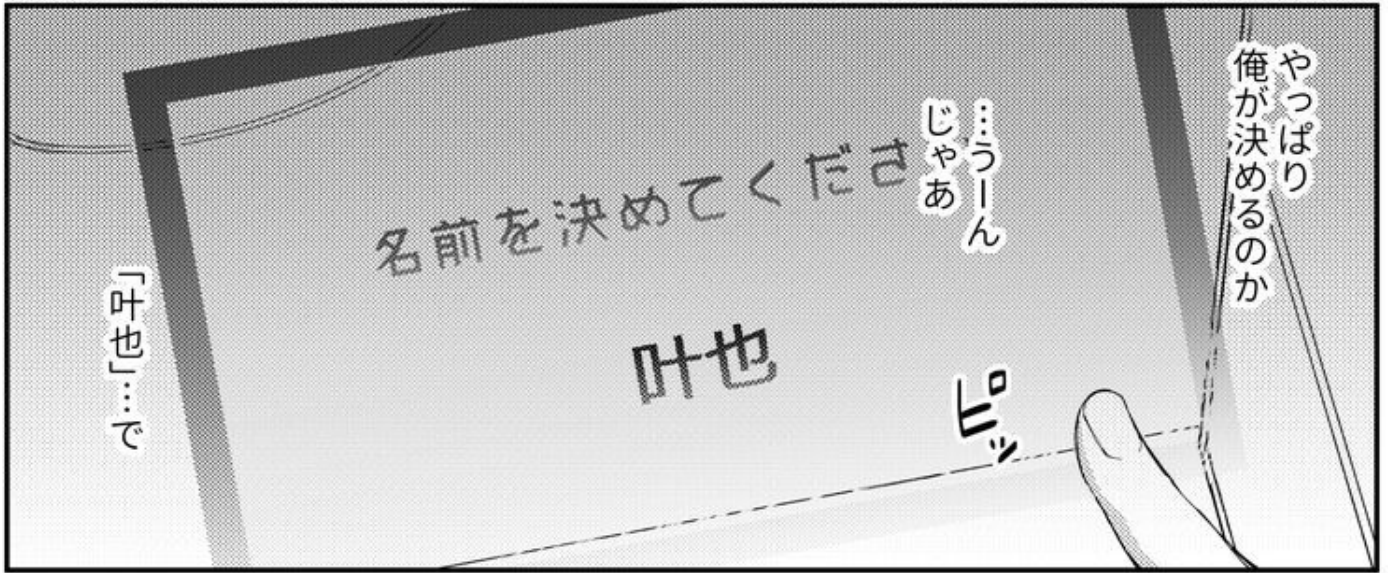 やっぱり
俺が決めるのか
…うーん
じゃあ
名前を決めてくださ
叶也
ピッ
「叶也」…で